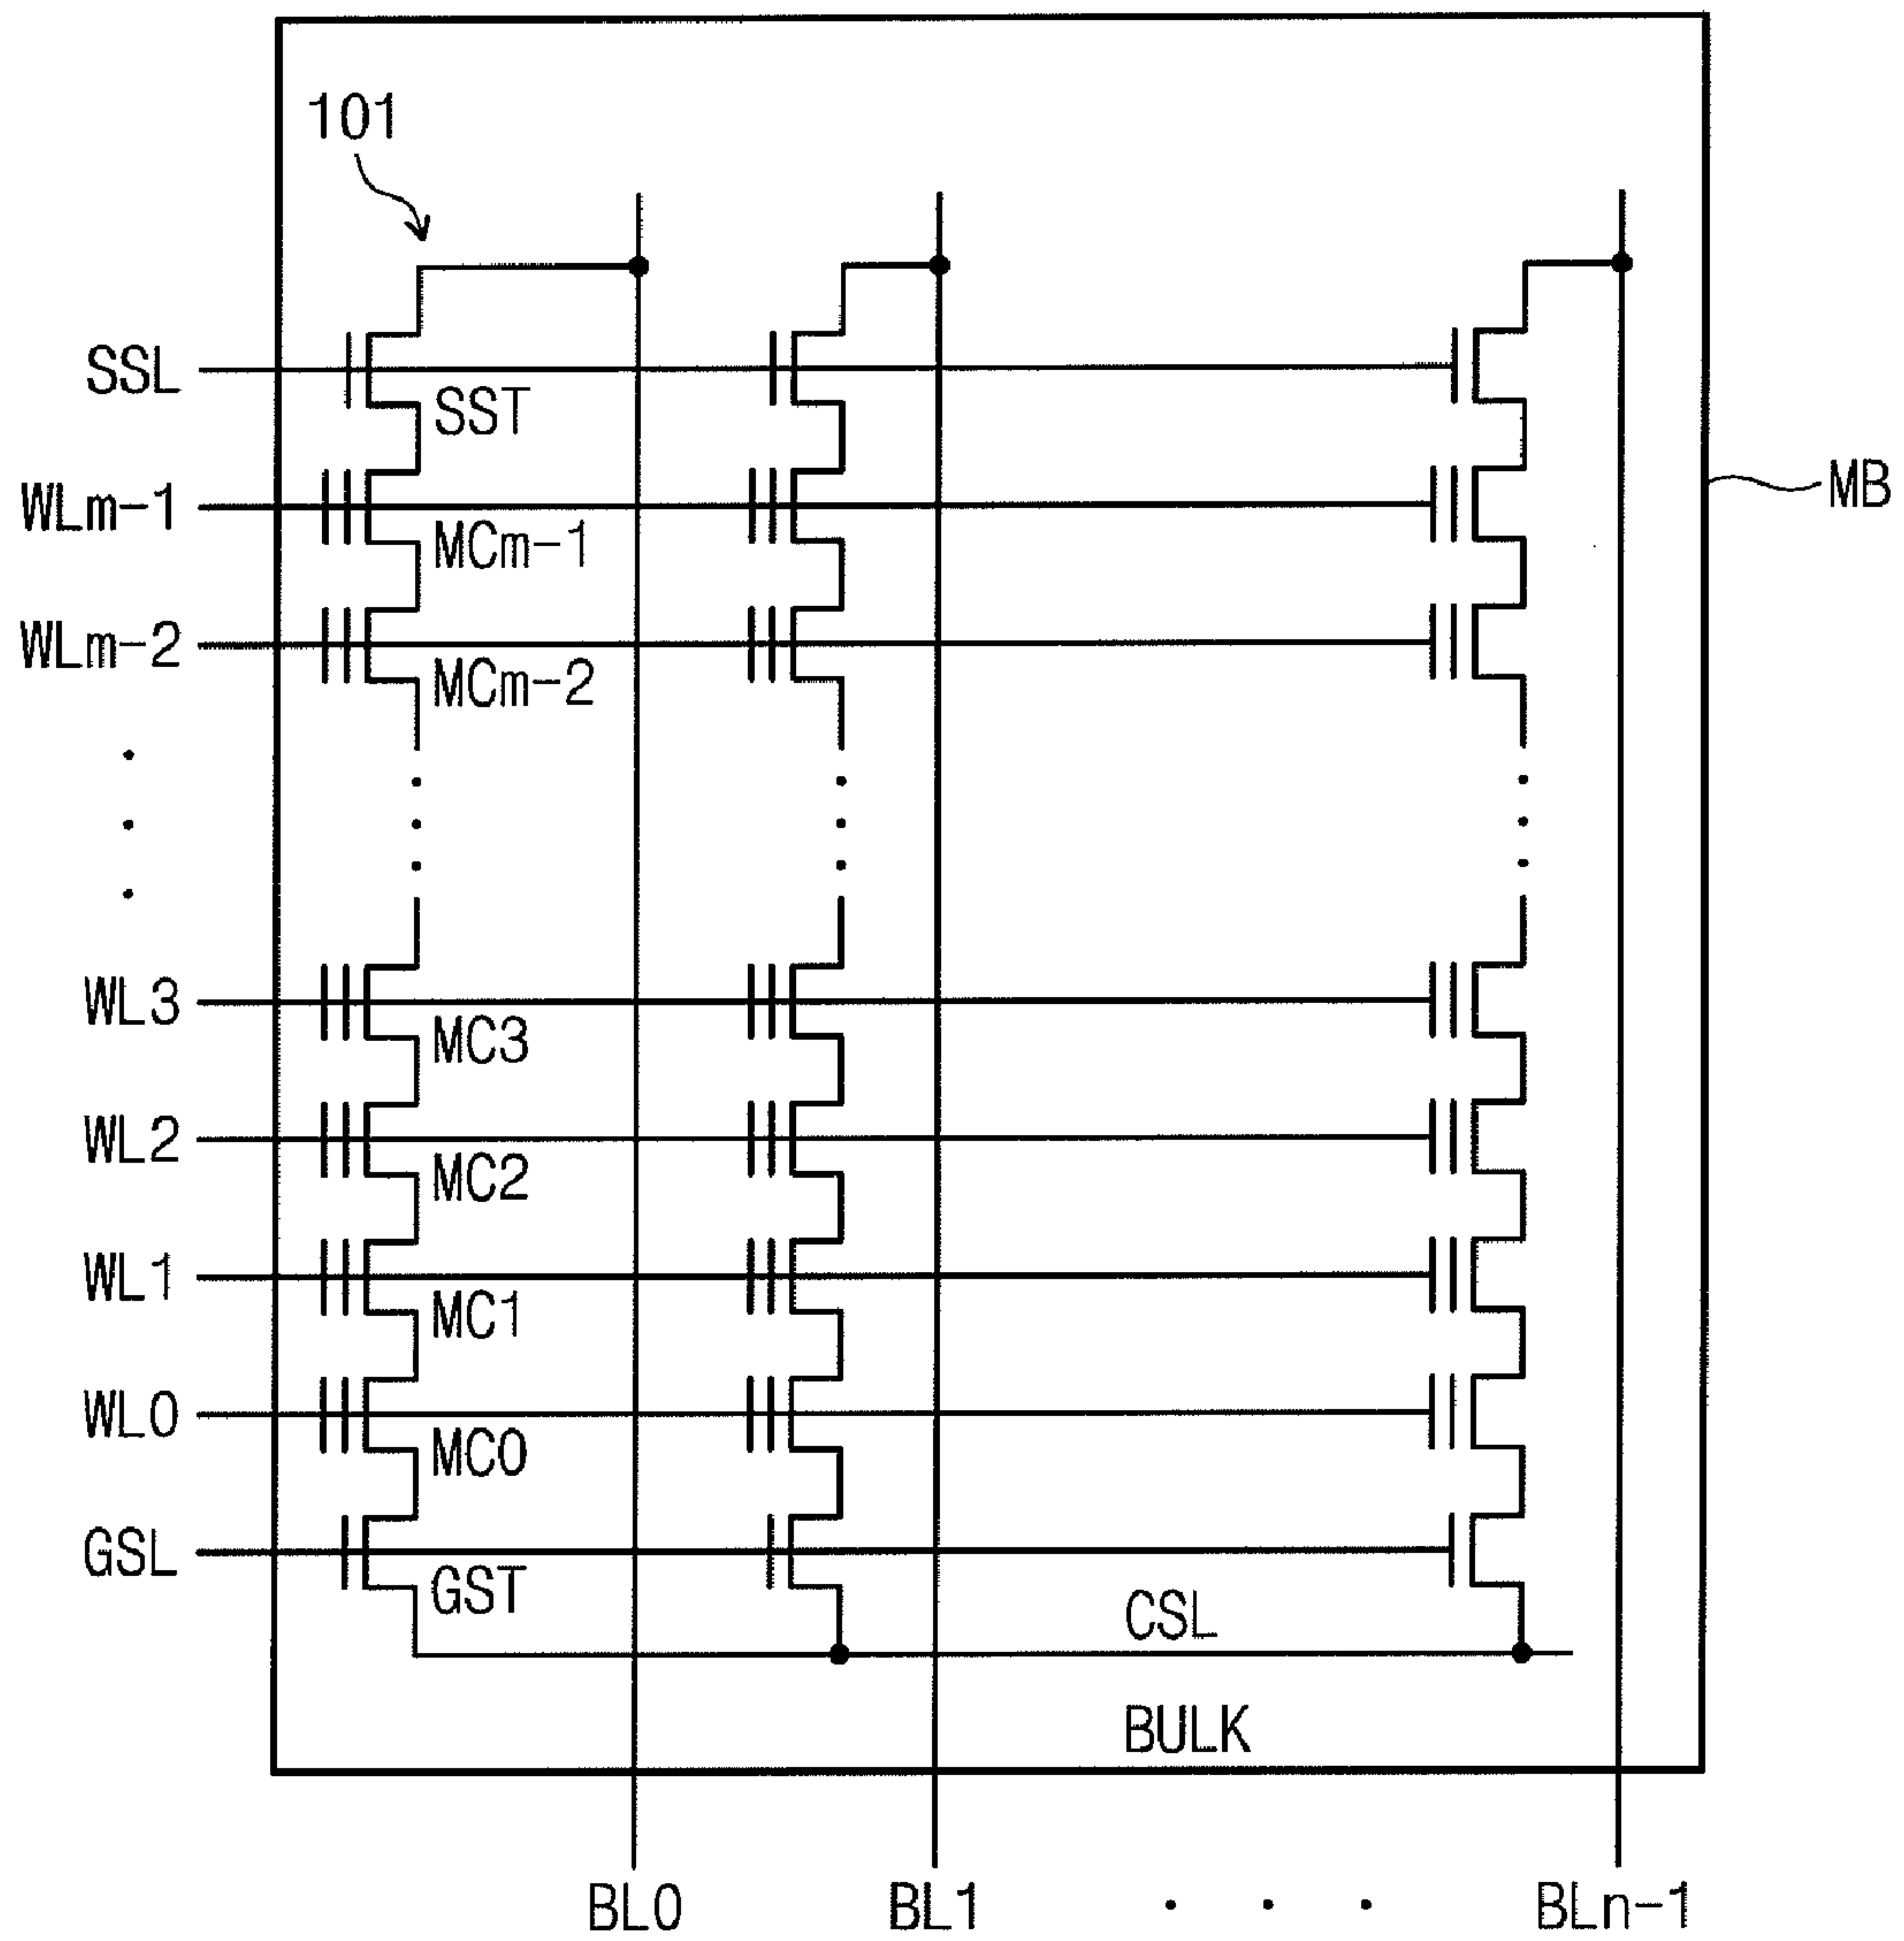 101
SSL
SST
WLm-1
MB
MCm-1
WLm-2
MCm-2
WL3
MC3
WL2
MC2
WL1
MC1
WL0
MC0
GSL
GST
CSL
BULK
BL0 BL1 . . . BLn-1